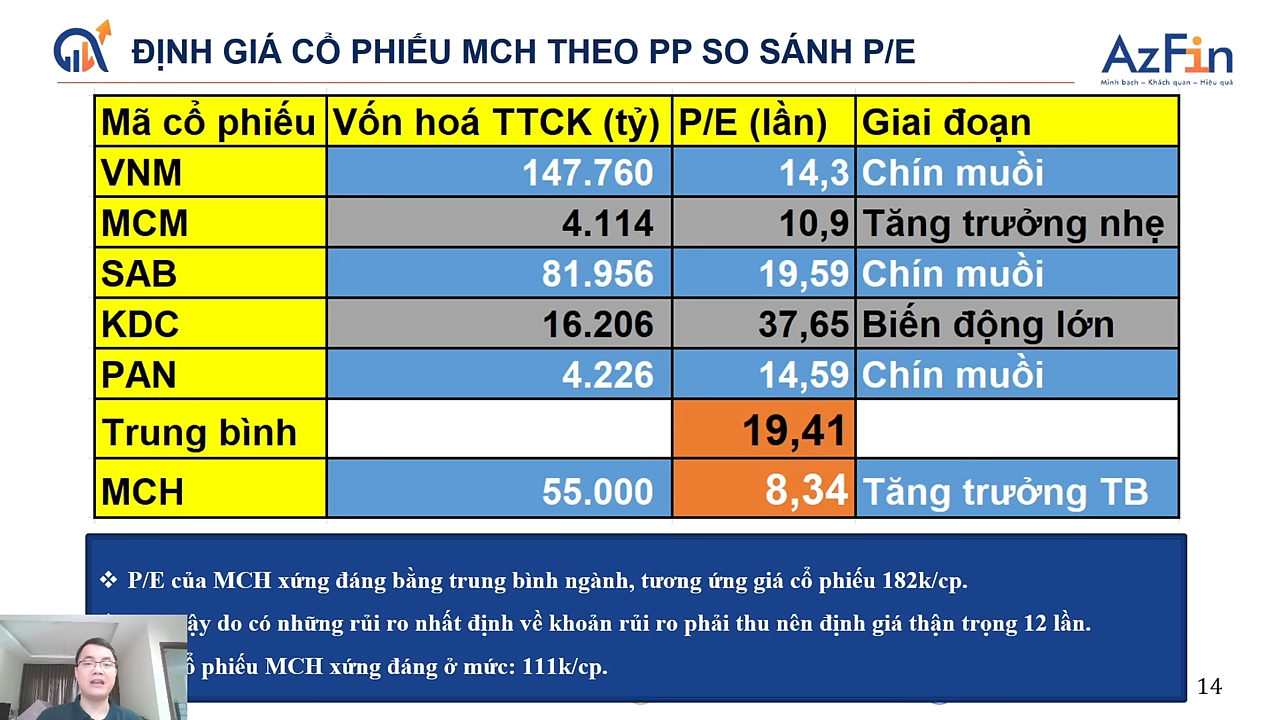 ĐỊNH GIÁ CỔ PHIẾU MCH THEO PP SO SÁNH P/E
AzFin
Minh bạch – Khách quan – Hiệu quả
Mã cổ phiếu Vốn hoá TTCK (tỷ) P/E (lần) Giai đoạn
VNM 147.760 14,3 Chín muồi
MCM 4.114 10,9 Tăng trưởng nhẹ
SAB 81.956 19,59 Chín muồi
KDC 16.206 37,65 Biến động lớn
PAN 4.226 14,59 Chín muồi
Trung bình 19,41
MCH 55.000 8,34 Tăng trưởng TB
❖ P/E của MCH xứng đáng bằng trung bình ngành, tương ứng giá cổ phiếu 182k/cp.
do có những rủi ro nhất định về khoản rủi ro phải thu nên định giá thận trọng 12 lần.
phiếu MCH xứng đáng ở mức: 111k/cp.
14